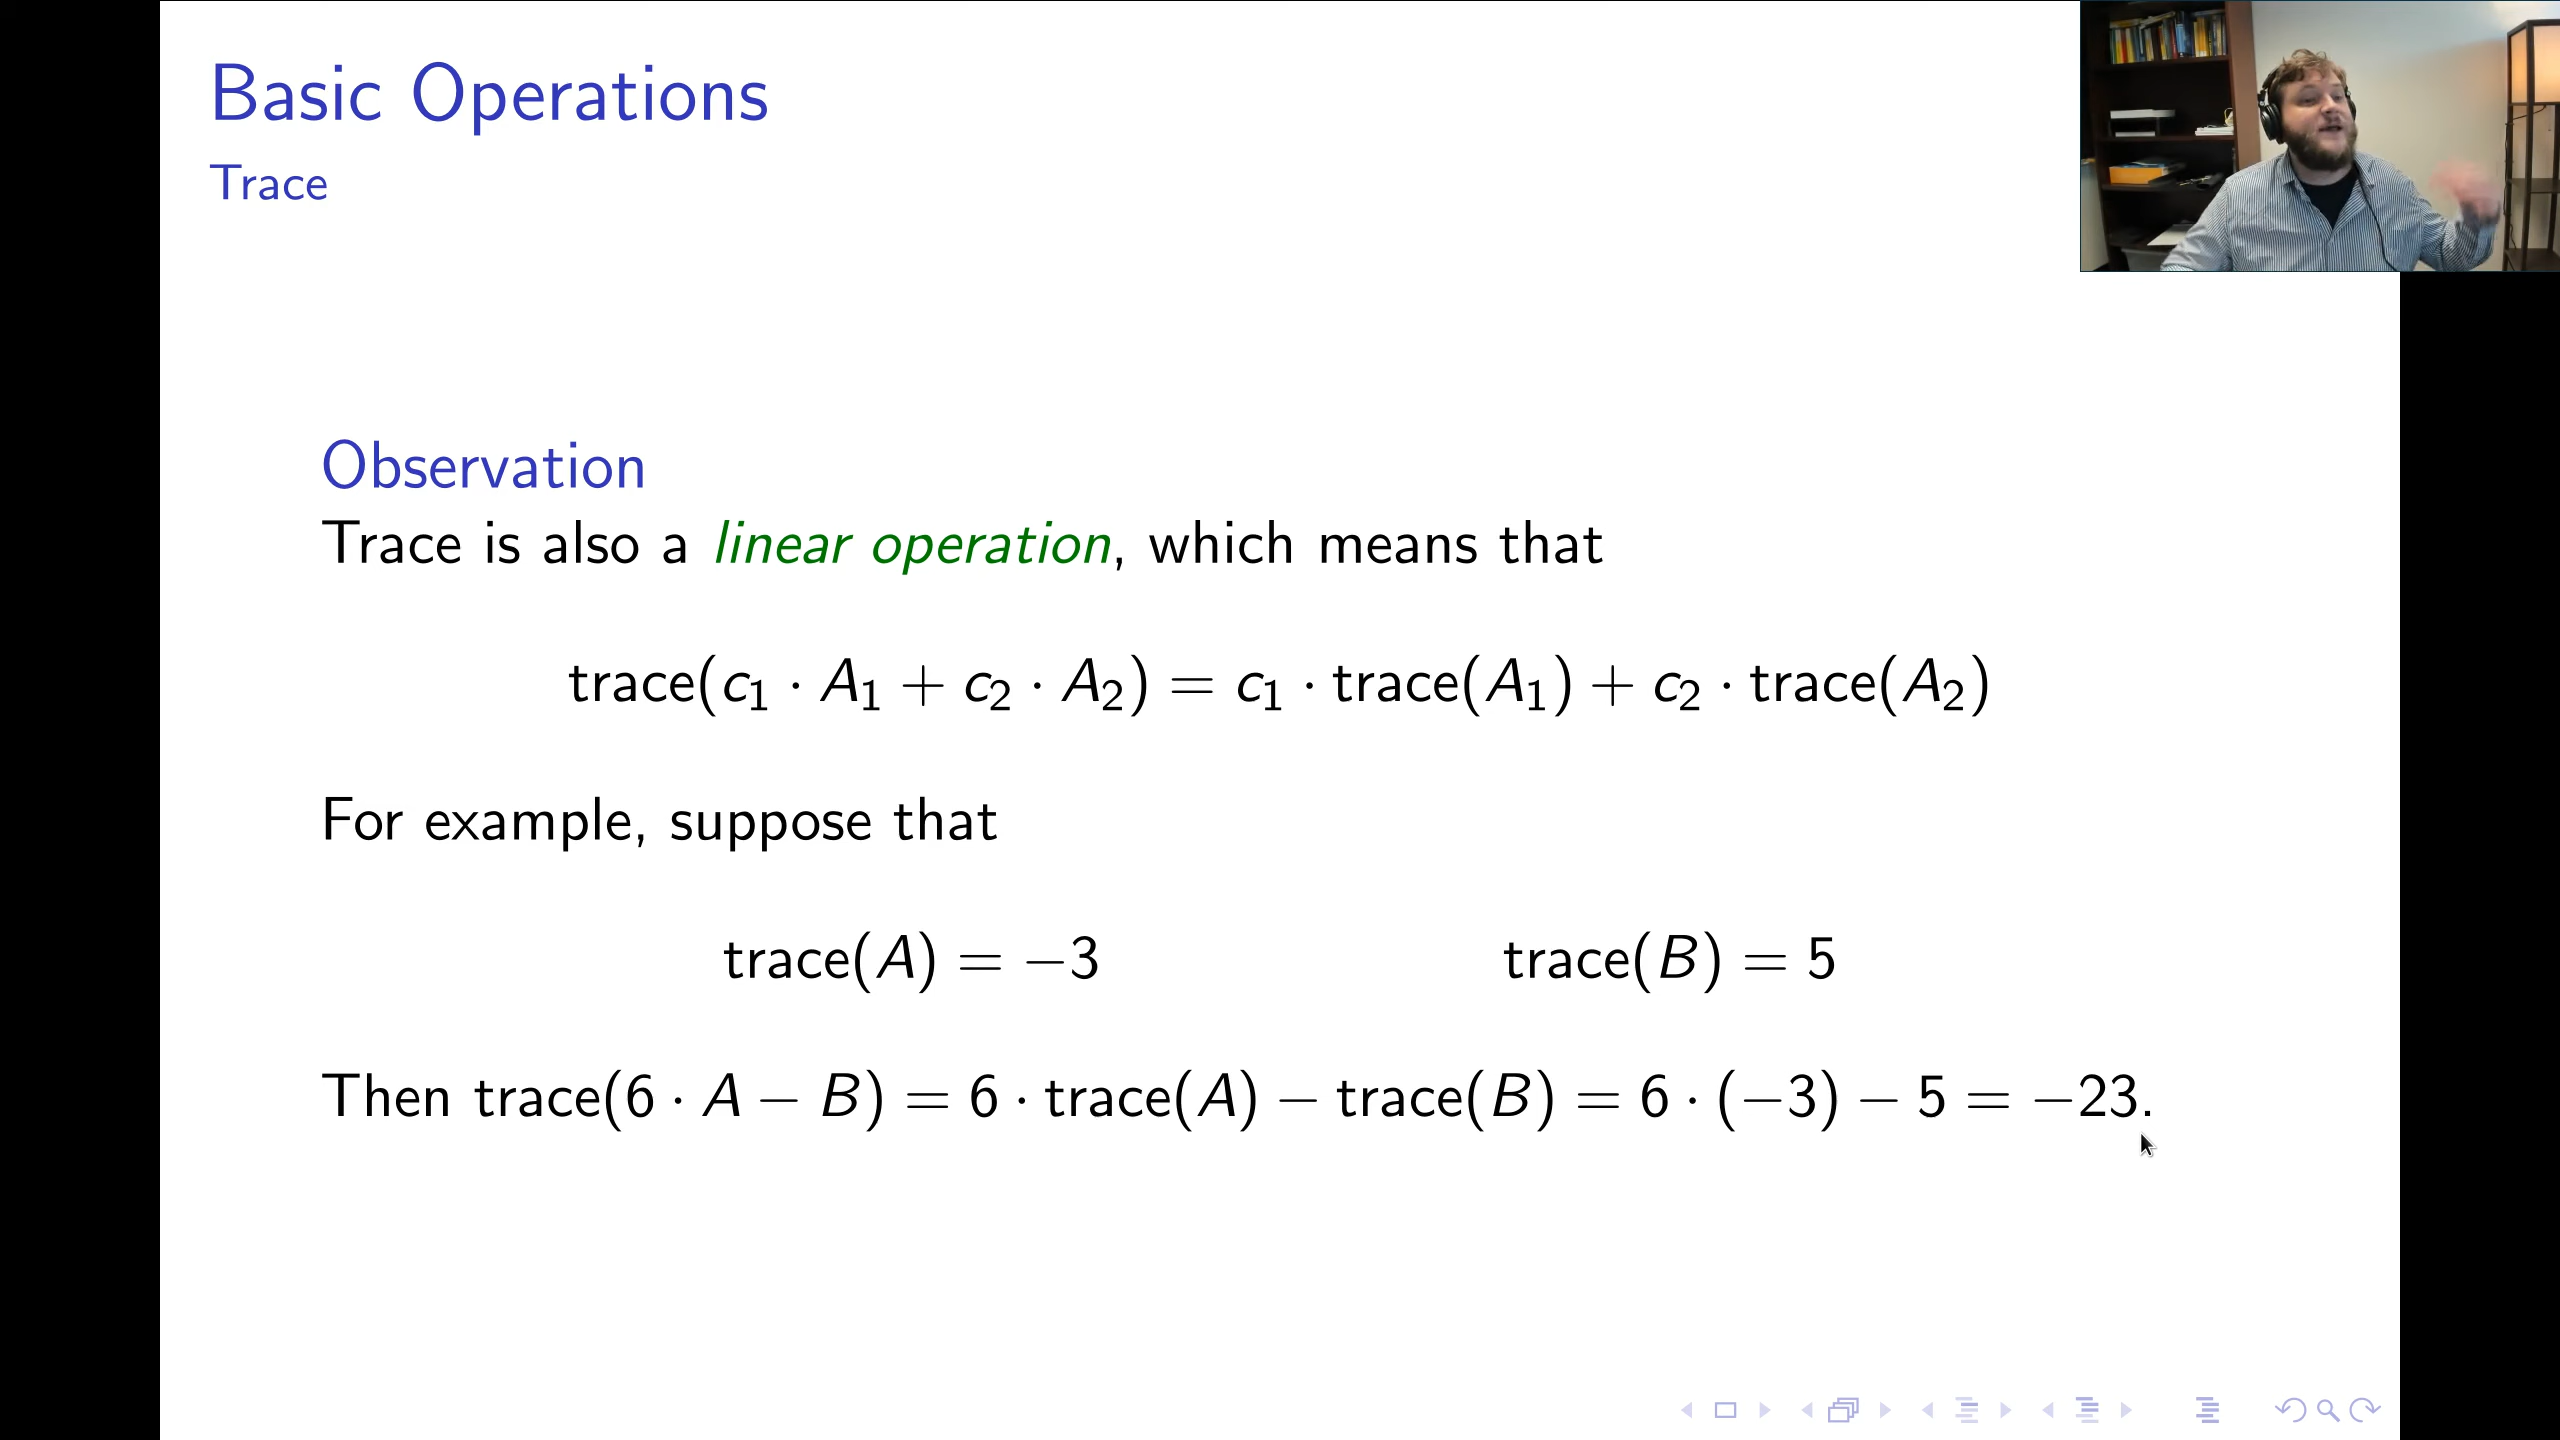 Basic Operations
Trace
Observation
Trace is also a linear operation, which means that
trace(c₁ · A₁ + c₂ · A₂) = c₁ · trace(A₁) + c₂ · trace(A₂)
For example, suppose that
trace(A) = −3 trace(B) = 5
Then trace(6 · A − B) = 6 · trace(A) − trace(B) = 6 · (−3) − 5 = −23.